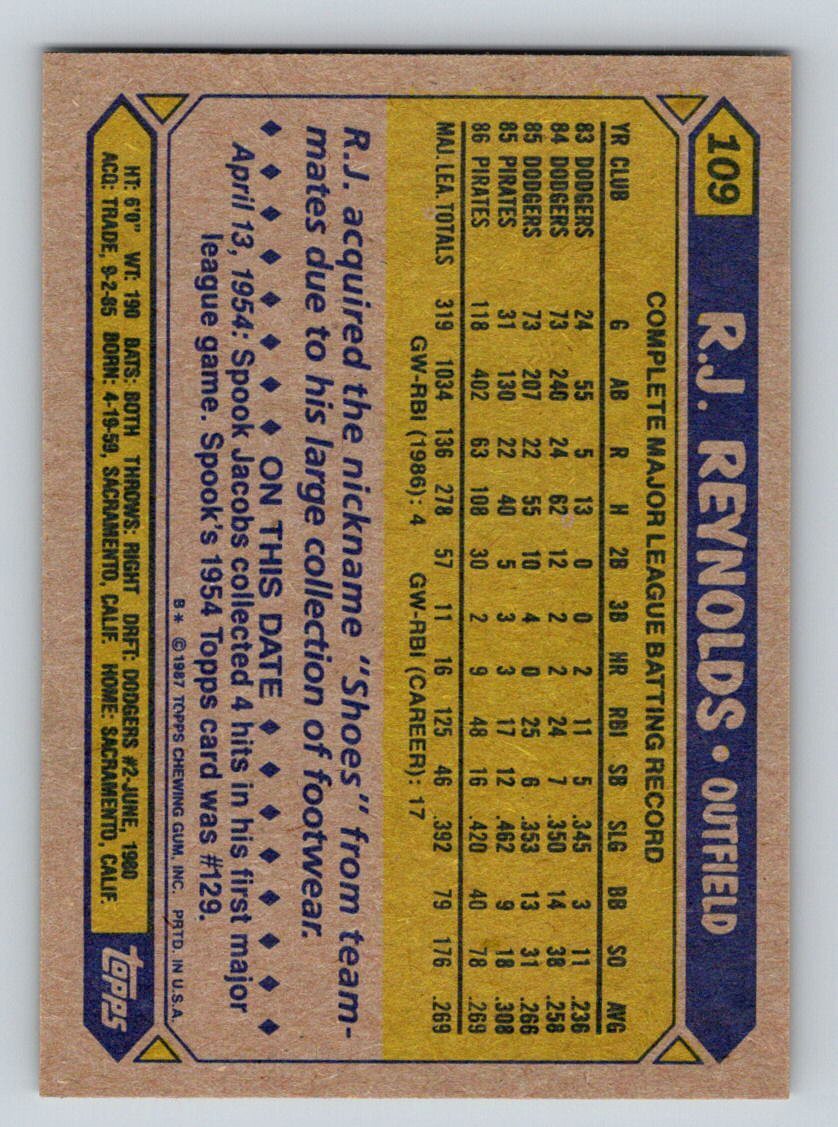 109
R.J. REYNOLDS • OUTFIELD
COMPLETE MAJOR LEAGUE BATTING RECORD
YR CLUB G AB R H 2B 3B HR RBI SB SLG BB SO AVG
83 DODGERS 24 55 5 13 0 0 2 11 5 .345 3 11 .236
84 DODGERS 73 240 24 62 12 2 2 24 7 .350 14 38 .258
85 DODGERS 73 207 22 55 10 4 0 25 6 .353 13 31 .266
85 PIRATES 31 130 22 40 5 3 3 17 12 .462 9 18 .308
86 PIRATES 118 402 63 108 30 2 9 48 16 .420 40 78 .269
MAJ. LEA. TOTALS 319 1034 136 278 57 11 16 125 46 .392 79 176 .269
GW-RBI (1986): 4 GW-RBI (CAREER): 17
R.J. acquired the nickname "Shoes" from team-
mates due to his large collection of footwear.
♦ ♦ ♦ ♦ ♦ ♦ ♦ ON THIS DATE ♦ ♦ ♦ ♦ ♦ ♦ ♦
April 13, 1954: Spook Jacobs collected 4 hits in his first major
league game. Spook's 1954 Topps card was #129.
B* © 1987 TOPPS CHEWING GUM, INC. PRTD. IN U.S.A.
HT: 6'0" WT: 190 BATS: BOTH THROWS: RIGHT DRFT: DODGERS #2-JUNE, 1980
ACQ: TRADE, 9-2-85 BORN: 4-19-59, SACRAMENTO, CALIF. HOME: SACRAMENTO, CALIF.
topps